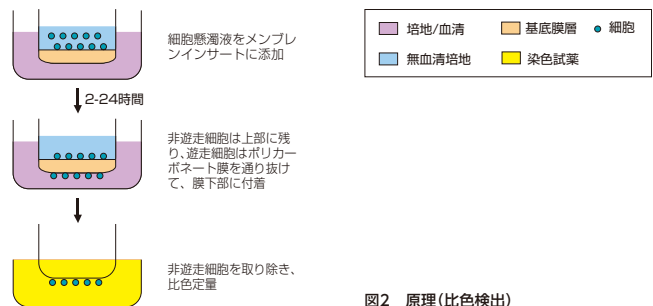 細胞懸濁液をメンブレ
ンインサートに添加
2-24時間
非遊走細胞は上部に残
り、遊走細胞はポリカー
ボネート膜を通り抜け
て、膜下部に付着
非遊走細胞を取り除き、
比色定量
培地/血清
基底膜層
細胞
無血清培地
染色試薬
図2 原理(比色検出)